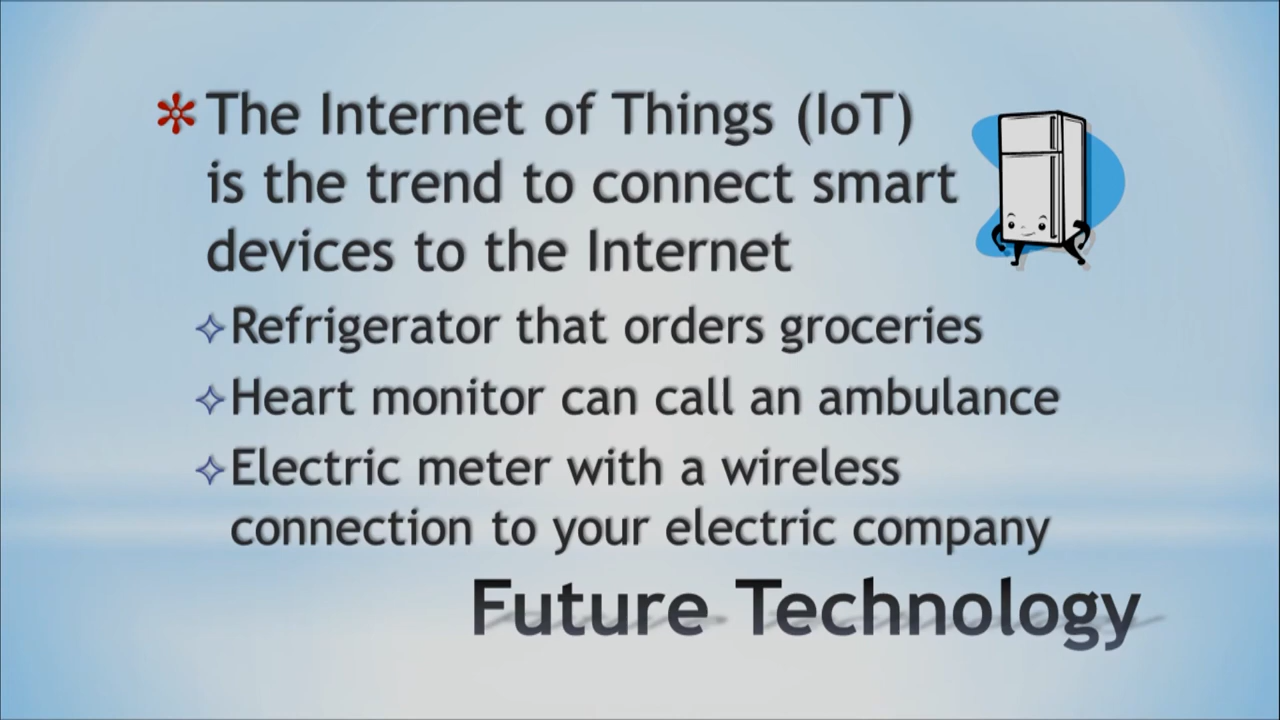 The Internet of Things (IoT)
is the trend to connect smart
devices to the Internet
Refrigerator that orders groceries
Heart monitor can call an ambulance
Electric meter with a wireless
connection to your electric company
Future Technology